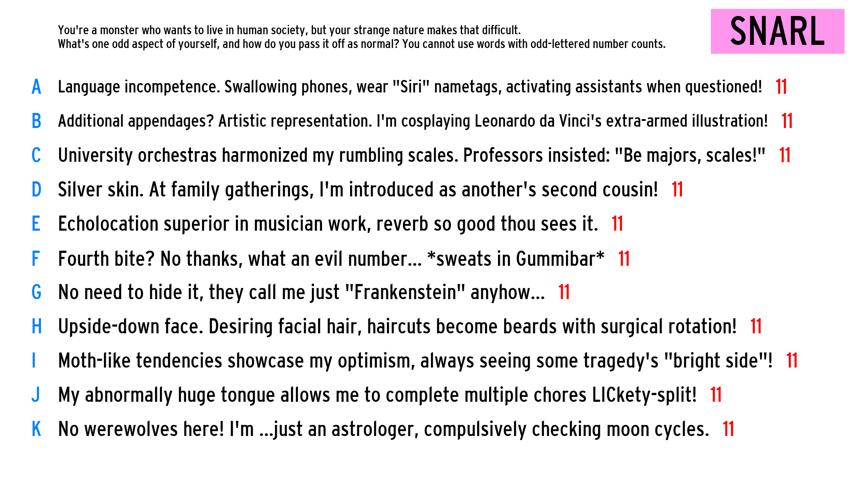 You're a monster who wants to live in human society, but your strange nature makes that difficult.
What's one odd aspect of yourself, and how do you pass it off as normal? You cannot use words with odd-lettered number counts.
SNARL
A Language incompetence. Swallowing phones, wear "Siri" nametags, activating assistants when questioned! 11
B Additional appendages? Artistic representation. I'm cosplaying Leonardo da Vinci's extra-armed illustration! 11
C University orchestras harmonized my rumbling scales. Professors insisted: "Be majors, scales!" 11
D Silver skin. At family gatherings, I'm introduced as another's second cousin! 11
E Echolocation superior in musician work, reverb so good thou sees it. 11
F Fourth bite? No thanks, what an evil number... *sweats in Gummibar* 11
G No need to hide it, they call me just "Frankenstein" anyhow... 11
H Upside-down face. Desiring facial hair, haircuts become beards with surgical rotation! 11
I Moth-like tendencies showcase my optimism, always seeing some tragedy's "bright side"! 11
J My abnormally huge tongue allows me to complete multiple chores LICkety-split! 11
K No werewolves here! I'm ...just an astrologer, compulsively checking moon cycles. 11